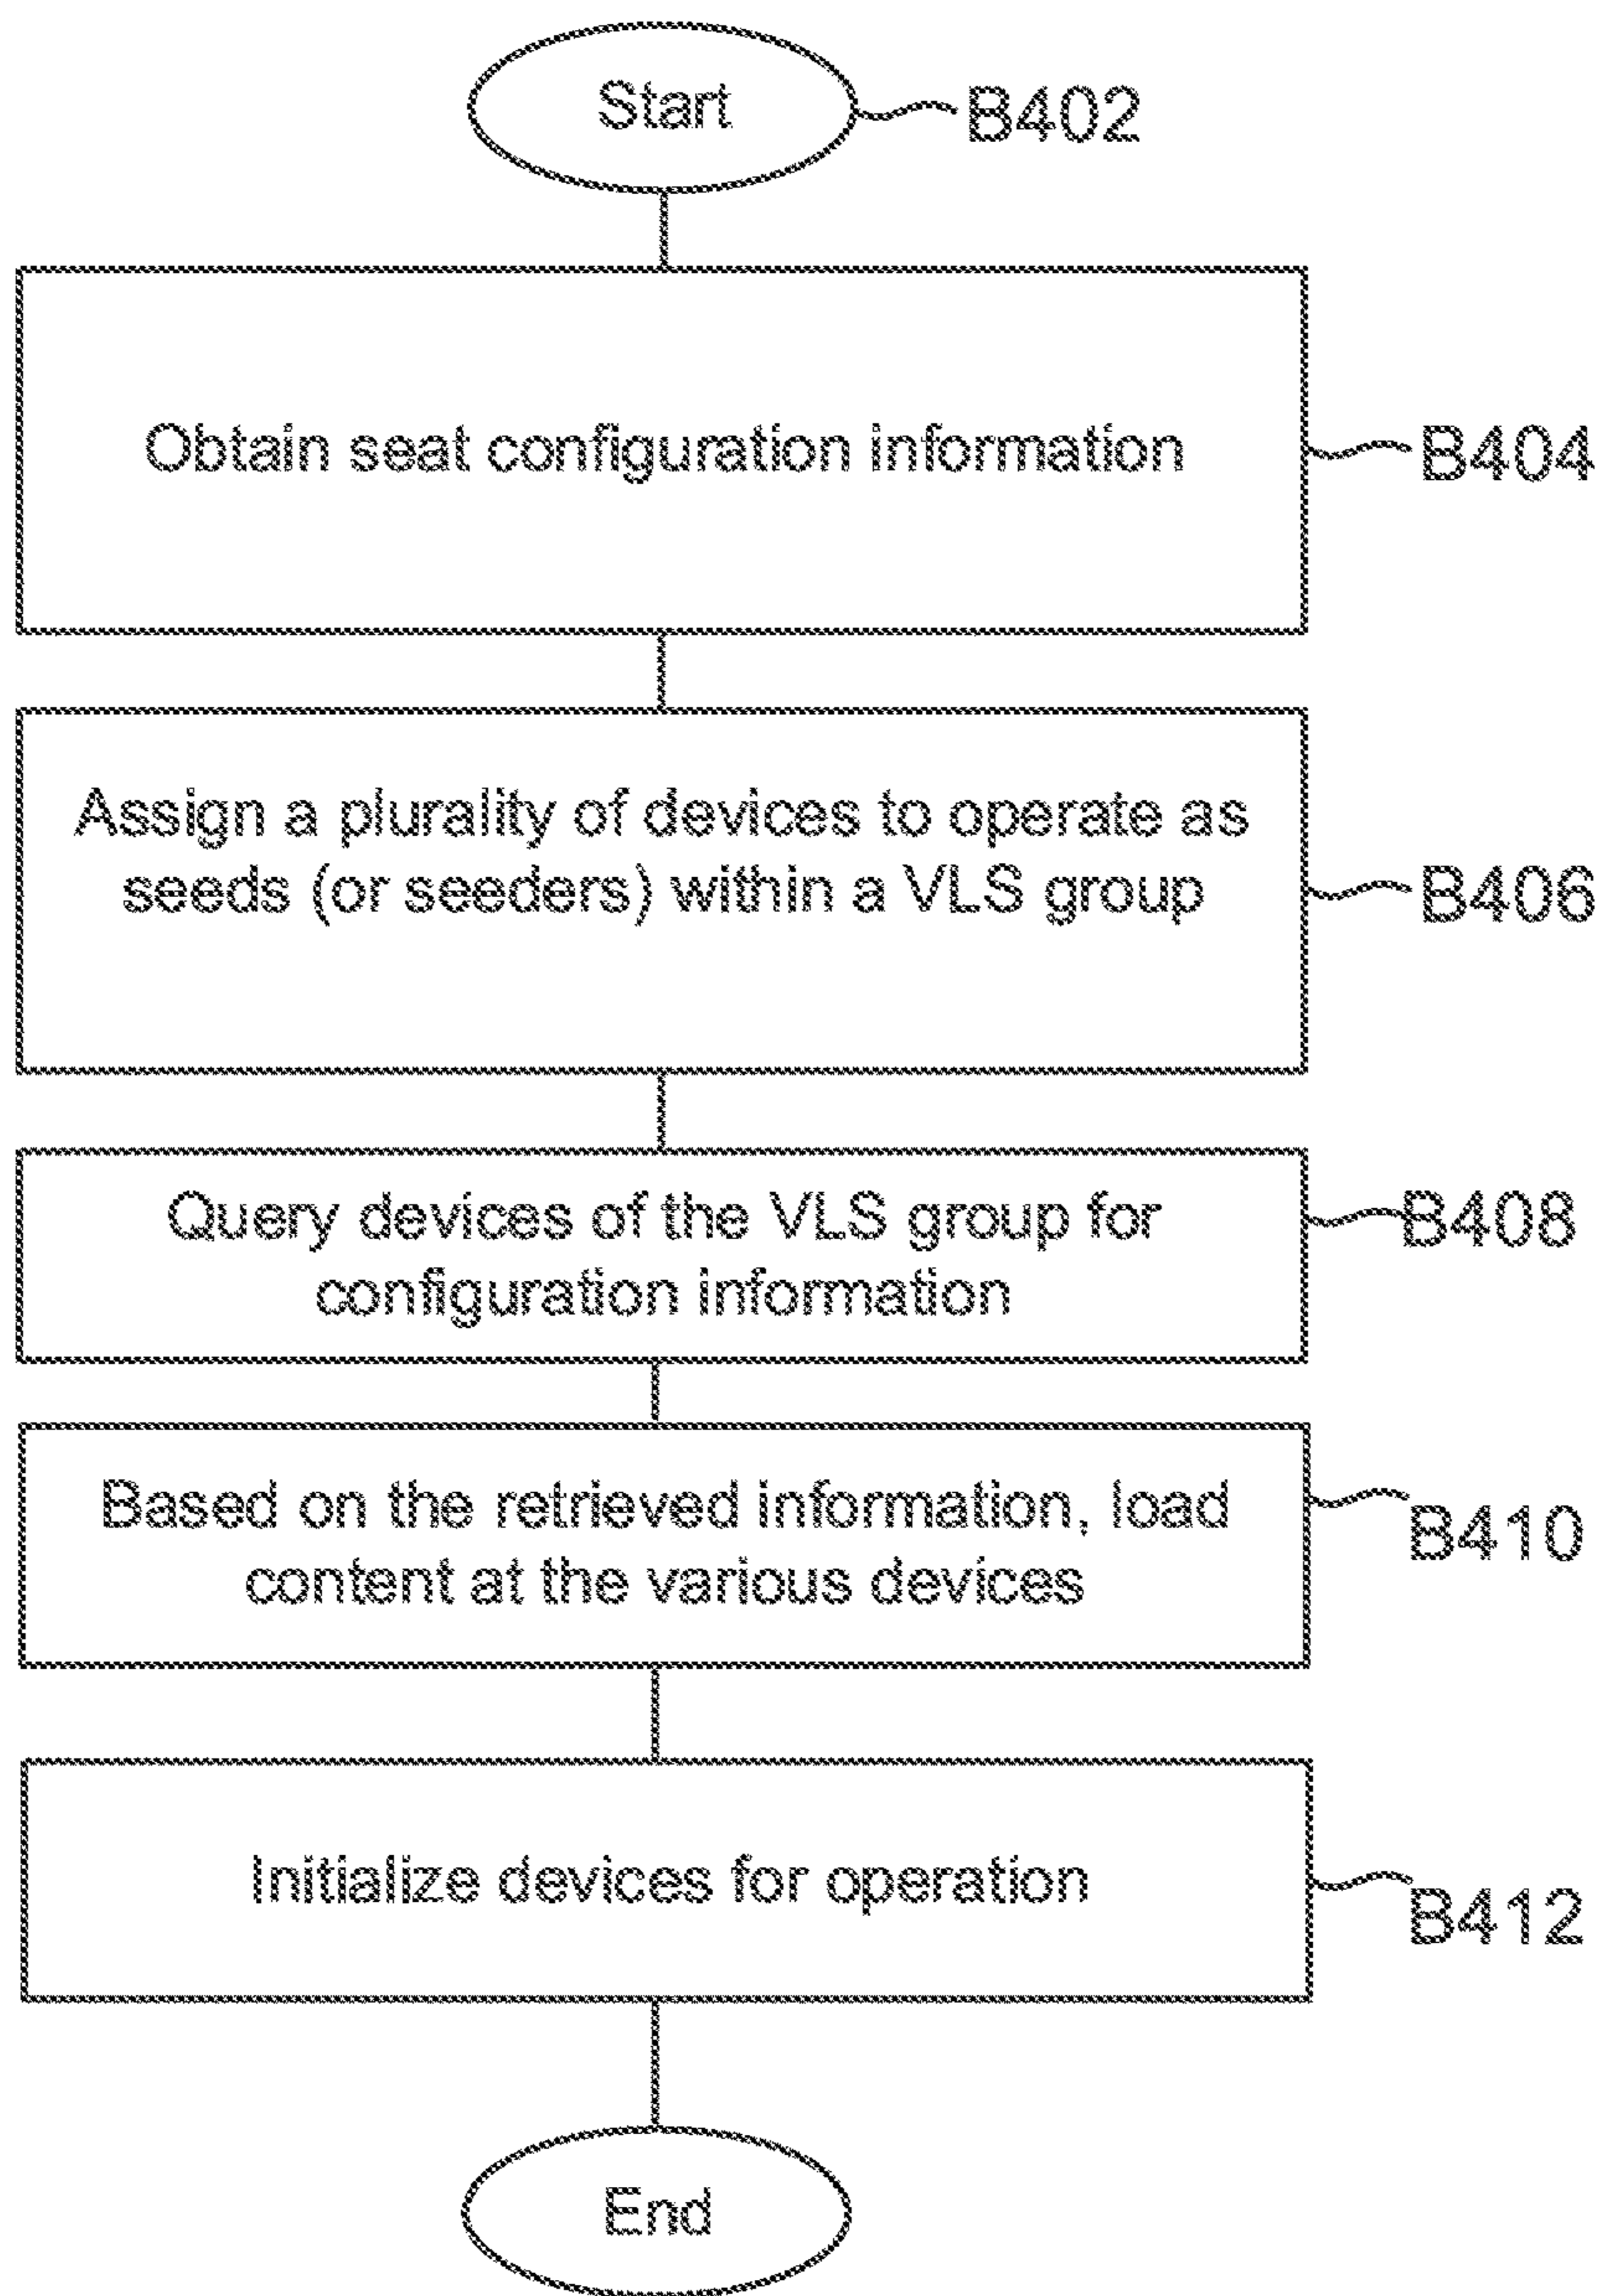 Start
B402
Obtain seat configuration information
B404
Assign a plurality of devices to operate as
seeds (or seeders) within a VLS group
B406
Query devices of the VLS group for
configuration information
B408
Based on the retrieved information, load
content at the various devices
B410
Initialize devices for operation
B412
End